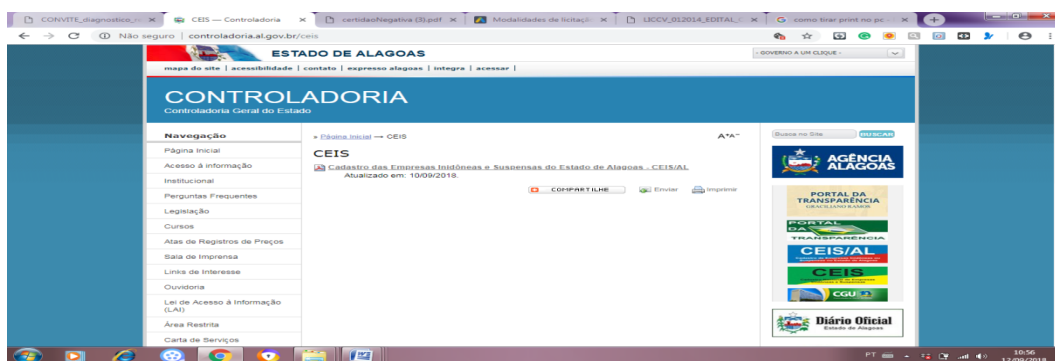 CONVITE_diagnostico_
CEIS — Controladoria
certidaoNegativa (3).pdf
Modalidades de licitaçã
LICCV_012014_EDITAL_C
como tirar print no pc
Não seguro | controladoria.al.gov.br/ceis
ESTADO DE ALAGOAS
- GOVERNO A UM CLIQUE -
mapa do site | acessibilidade | contato | expresso alagoas | integra | acessar |
CONTROLADORIA
Controladoria Geral do Estado
Navegação
Página Inicial
Acesso à informação
Institucional
Perguntas Frequentes
Legislação
Cursos
Atas de Registros de Preços
Sala de Imprensa
Links de Interesse
Ouvidoria
Lei de Acesso à Informação
(LAI)
Área Restrita
Carta de Serviços
» Página Inicial → CEIS
A+A-
CEIS
Cadastro das Empresas Inidôneas e Suspensas do Estado de Alagoas - CEIS/AL
Atualizado em: 10/09/2018.
COMPARTILHE
Enviar
Imprimir
Busca no Site
BUSCAR
AGÊNCIA
ALAGOAS
PORTAL DA
TRANSPARÊNCIA
GRACILIANO RAMOS
PORTAL
DA
TRANSPARÊNCIA
CEIS/AL
CEIS
CGU
Diário Oficial
Estado de Alagoas
PT
10:56
12/09/2018